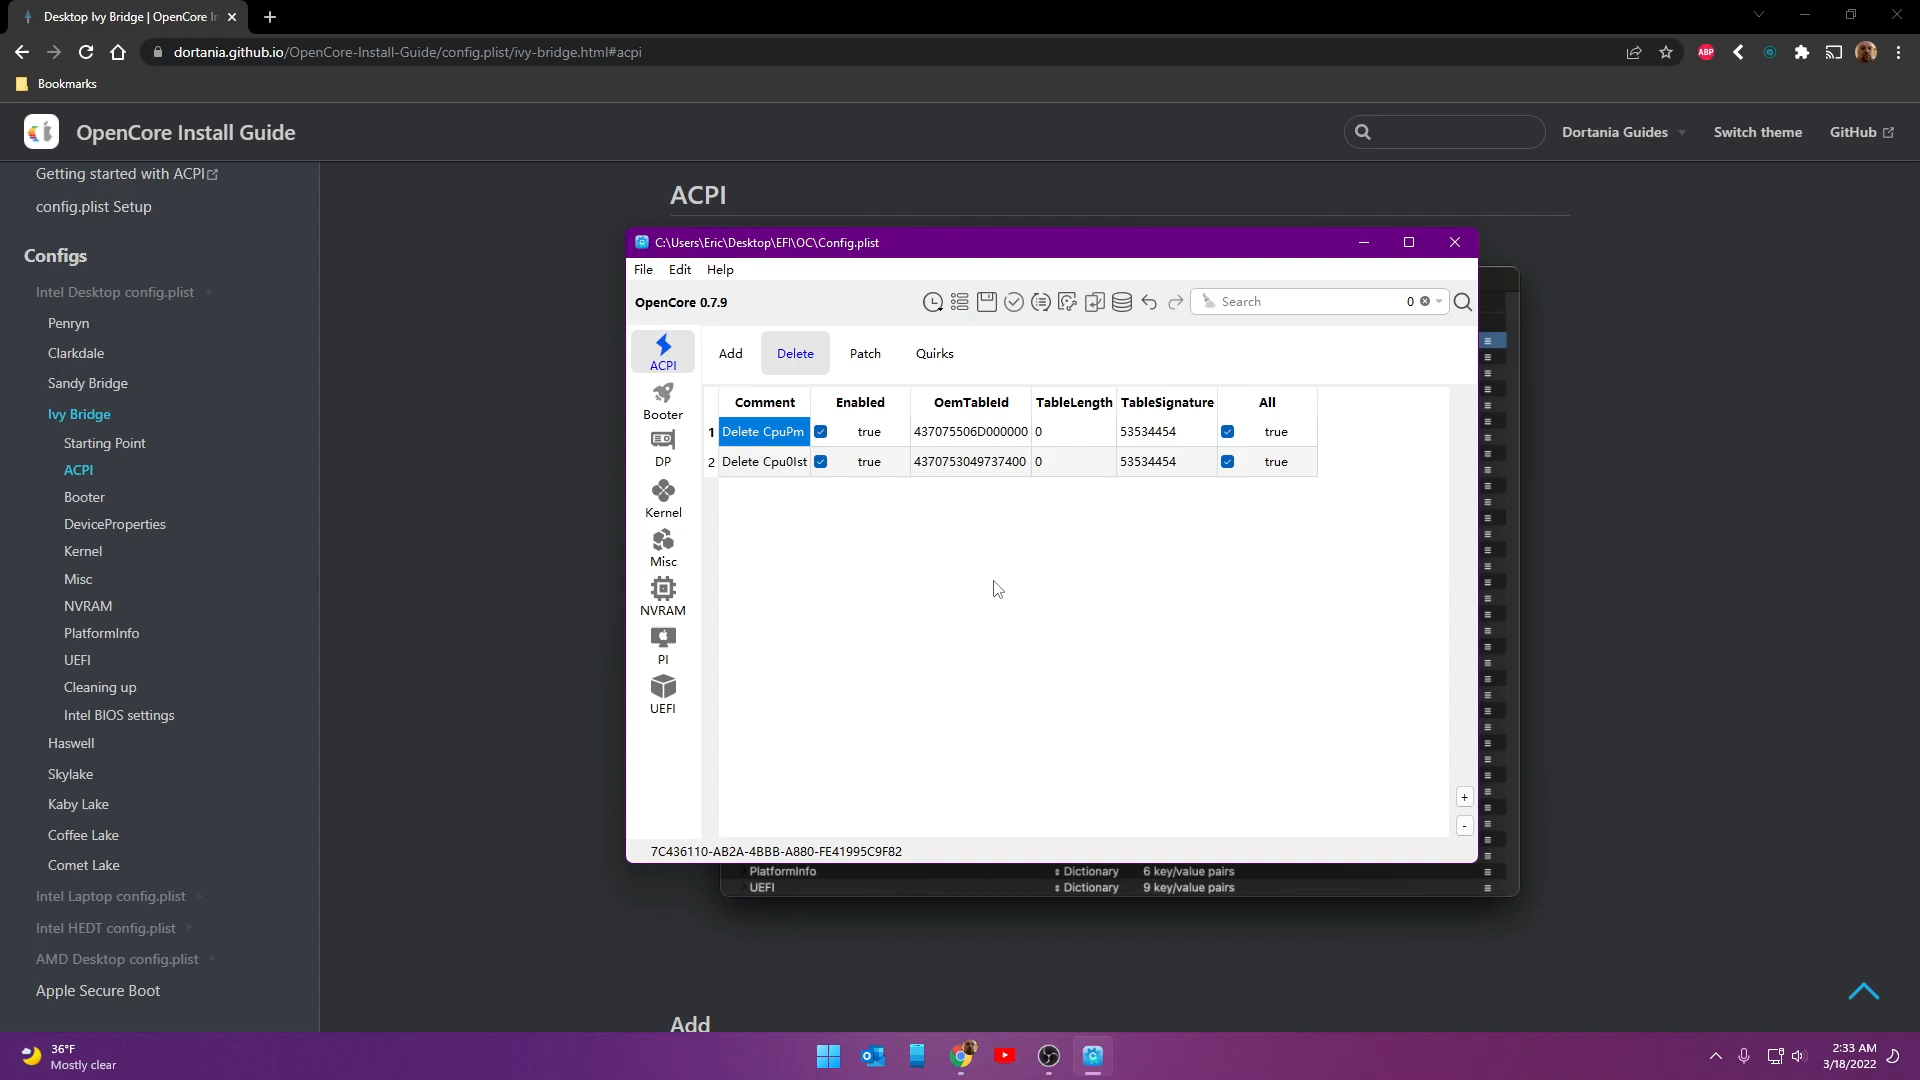 Desktop Ivy Bridge | OpenCore In
dortania.github.io/OpenCore-Install-Guide/config.plist/ivy-bridge.html#acpi
ABP
Bookmarks
OpenCore Install Guide
Dortania Guides
Switch theme
GitHub
Getting started with ACPI
config.plist Setup
Configs
Intel Desktop config.plist
Penryn
Clarkdale
Sandy Bridge
Ivy Bridge
Starting Point
ACPI
Booter
DeviceProperties
Kernel
Misc
NVRAM
PlatformInfo
UEFI
Cleaning up
Intel BIOS settings
Haswell
Skylake
Kaby Lake
Coffee Lake
Comet Lake
Intel Laptop config.plist
Intel HEDT config.plist
AMD Desktop config.plist
Apple Secure Boot
ACPI
C:\Users\Eric\Desktop\EFI\OC\Config.plist
File Edit Help
OpenCore 0.7.9
Search
0
ACPI
Booter
DP
Kernel
Misc
NVRAM
PI
UEFI
Add Delete Patch Quirks
Comment Enabled OemTableId TableLength TableSignature All
1 Delete CpuPm true 437075506D000000 0 53534454 true
2 Delete Cpu0Ist true 4370753049737400 0 53534454 true
+
-
7C436110-AB2A-4BBB-A880-FE41995C9F82
PlatformInfo Dictionary 6 key/value pairs
UEFI Dictionary 9 key/value pairs
Add
36°F
Mostly clear
2:33 AM
3/18/2022